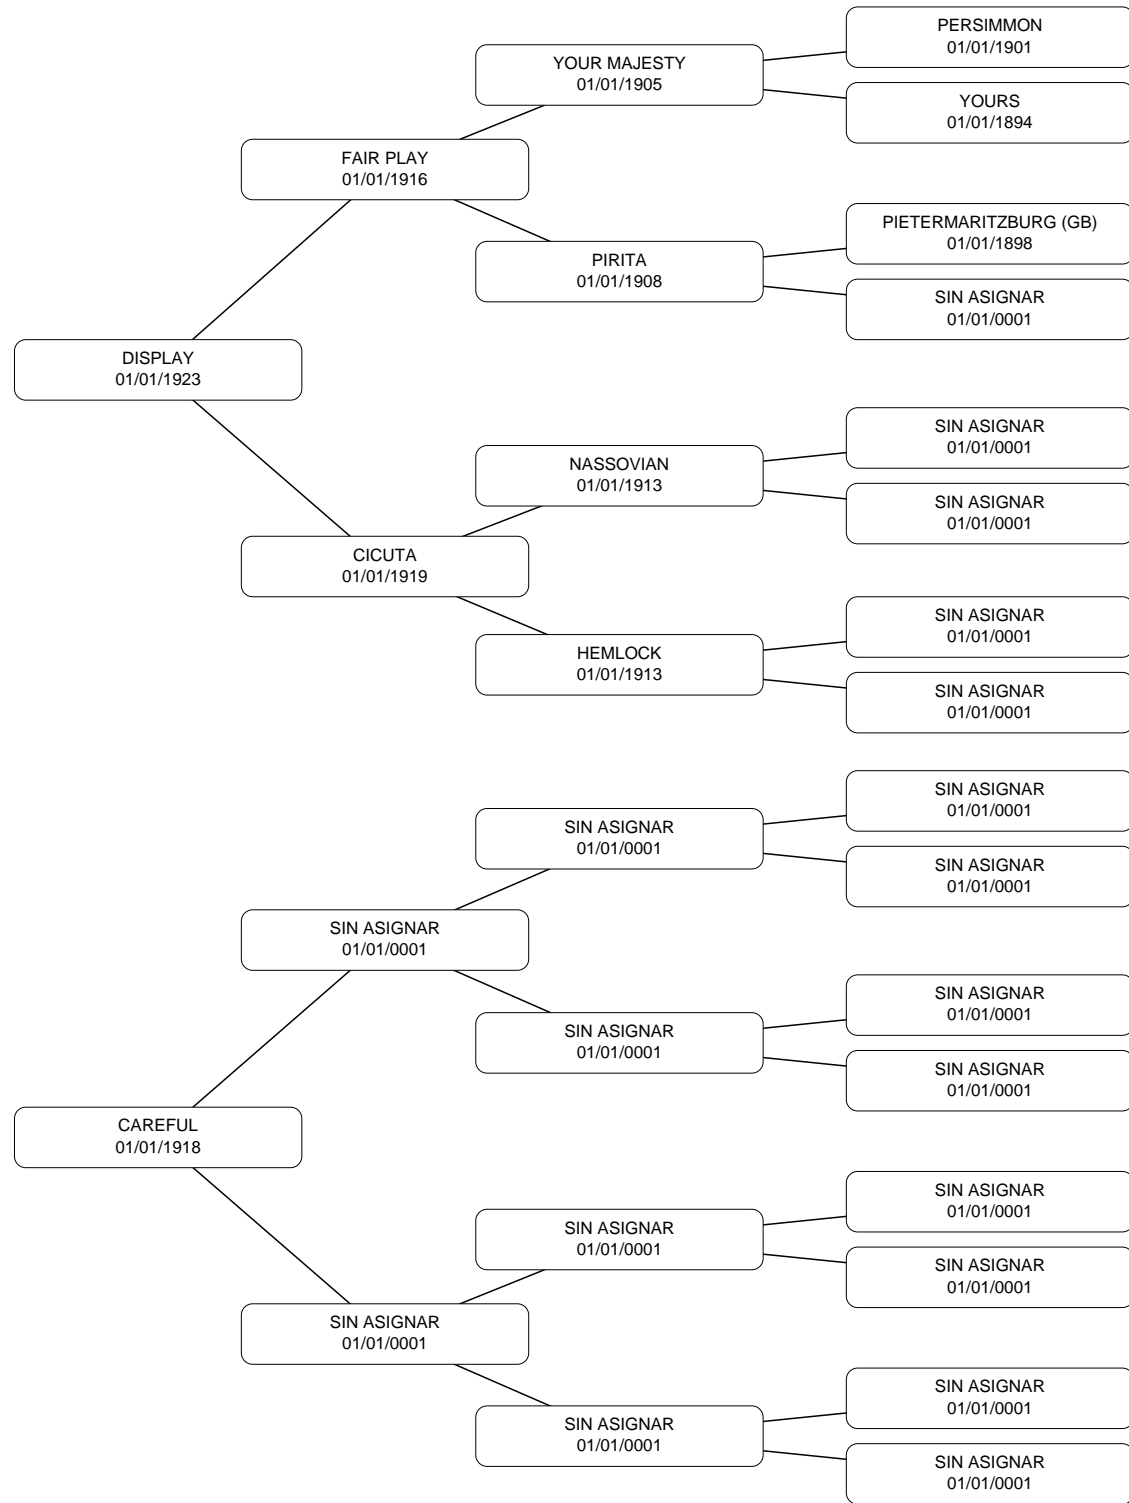 PERSIMMON
01/01/1901
YOUR MAJESTY
01/01/1905
YOURS
01/01/1894
FAIR PLAY
01/01/1916
PIETERMARITZBURG (GB)
01/01/1898
PIRITA
01/01/1908
SIN ASIGNAR
01/01/0001
DISPLAY
01/01/1923
SIN ASIGNAR
01/01/0001
NASSOVIAN
01/01/1913
SIN ASIGNAR
01/01/0001
CICUTA
01/01/1919
SIN ASIGNAR
01/01/0001
HEMLOCK
01/01/1913
SIN ASIGNAR
01/01/0001
SIN ASIGNAR
01/01/0001
SIN ASIGNAR
01/01/0001
SIN ASIGNAR
01/01/0001
SIN ASIGNAR
01/01/0001
SIN ASIGNAR
01/01/0001
SIN ASIGNAR
01/01/0001
SIN ASIGNAR
01/01/0001
CAREFUL
01/01/1918
SIN ASIGNAR
01/01/0001
SIN ASIGNAR
01/01/0001
SIN ASIGNAR
01/01/0001
SIN ASIGNAR
01/01/0001
SIN ASIGNAR
01/01/0001
SIN ASIGNAR
01/01/0001
SIN ASIGNAR
01/01/0001